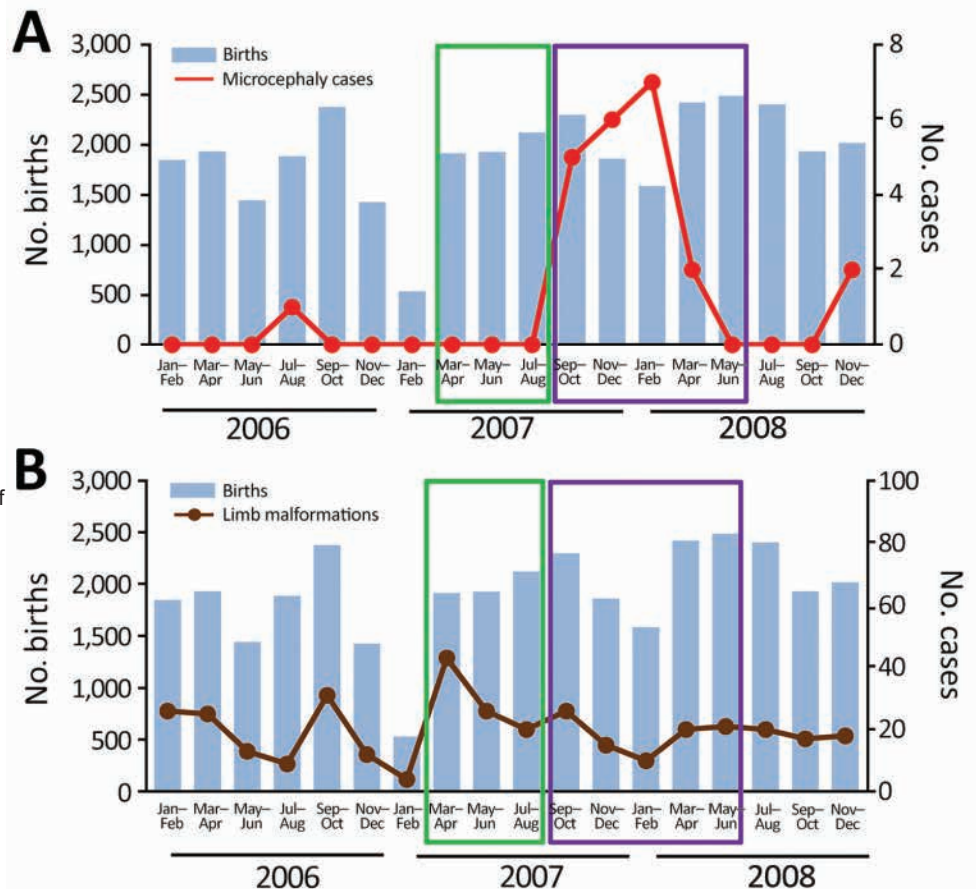 A
3,000
2,500
2,000
1,500
1,000
500
0
No. births
Births
Microcephaly cases
8
6
4
2
0
No. cases
Jan–
Feb
Mar–
Apr
May–
Jun
Jul–
Aug
Sep–
Oct
Nov–
Dec
Jan–
Feb
Mar–
Apr
May–
Jun
Jul–
Aug
Sep–
Oct
Nov–
Dec
Jan–
Feb
Mar–
Apr
May–
Jun
Jul–
Aug
Sep–
Oct
Nov–
Dec
2006
2007
2008
f
B
3,000
2,500
2,000
1,500
1,000
500
0
No. births
Births
Limb malformations
100
80
60
40
20
0
No. cases
Jan–
Feb
Mar–
Apr
May–
Jun
Jul–
Aug
Sep–
Oct
Nov–
Dec
Jan–
Feb
Mar–
Apr
May–
Jun
Jul–
Aug
Sep–
Oct
Nov–
Dec
Jan–
Feb
Mar–
Apr
May–
Jun
Jul–
Aug
Sep–
Oct
Nov–
Dec
2006
2007
2008